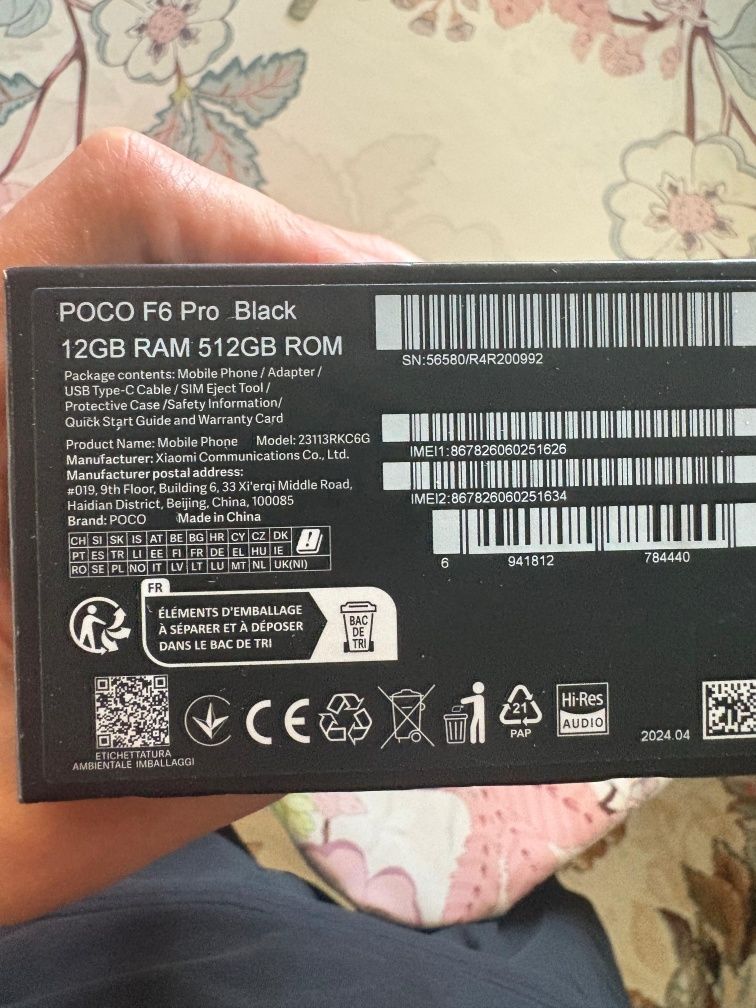 POCO F6 Pro Black
12GB RAM 512GB ROM
Package contents: Mobile Phone / Adapter /
USB Type-C Cable / SIM Eject Tool /
Protective Case /Safety Information/
Quick Start Guide and Warranty Card
Product Name: Mobile Phone Model: 23113RKC6G
Manufacturer: Xiaomi Communications Co., Ltd.
Manufacturer postal address:
#019, 9th Floor, Building 6, 33 Xi'erqi Middle Road,
Haidian District, Beijing, China, 100085
Brand: POCO Made in China
CH SI SK IS AT BE BG HR CY CZ DK
PT ES TR LI EE FI FR DE EL HU IE
RO SE PL NO IT LV LT LU MT NL UK(NI)
SN:56580/R4R200992
IMEI1:867826060251626
IMEI2:867826060251634
6 941812 784440
FR
ÉLÉMENTS D'EMBALLAGE
À SÉPARER ET À DÉPOSER
DANS LE BAC DE TRI
BAC
DE
TRI
ETICHETTATURA
AMBIENTALE IMBALLAGGI
CE
21
PAP
Hi-Res
AUDIO
2024.04